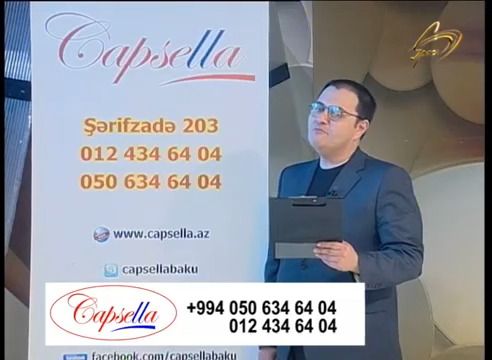 Capsella
Şərifzadə 203
012 434 64 04
050 634 64 04
www.capsella.az
capsellabaku
Capsella
+994 050 634 64 04
012 434 64 04
facebook.com/capsellabaku